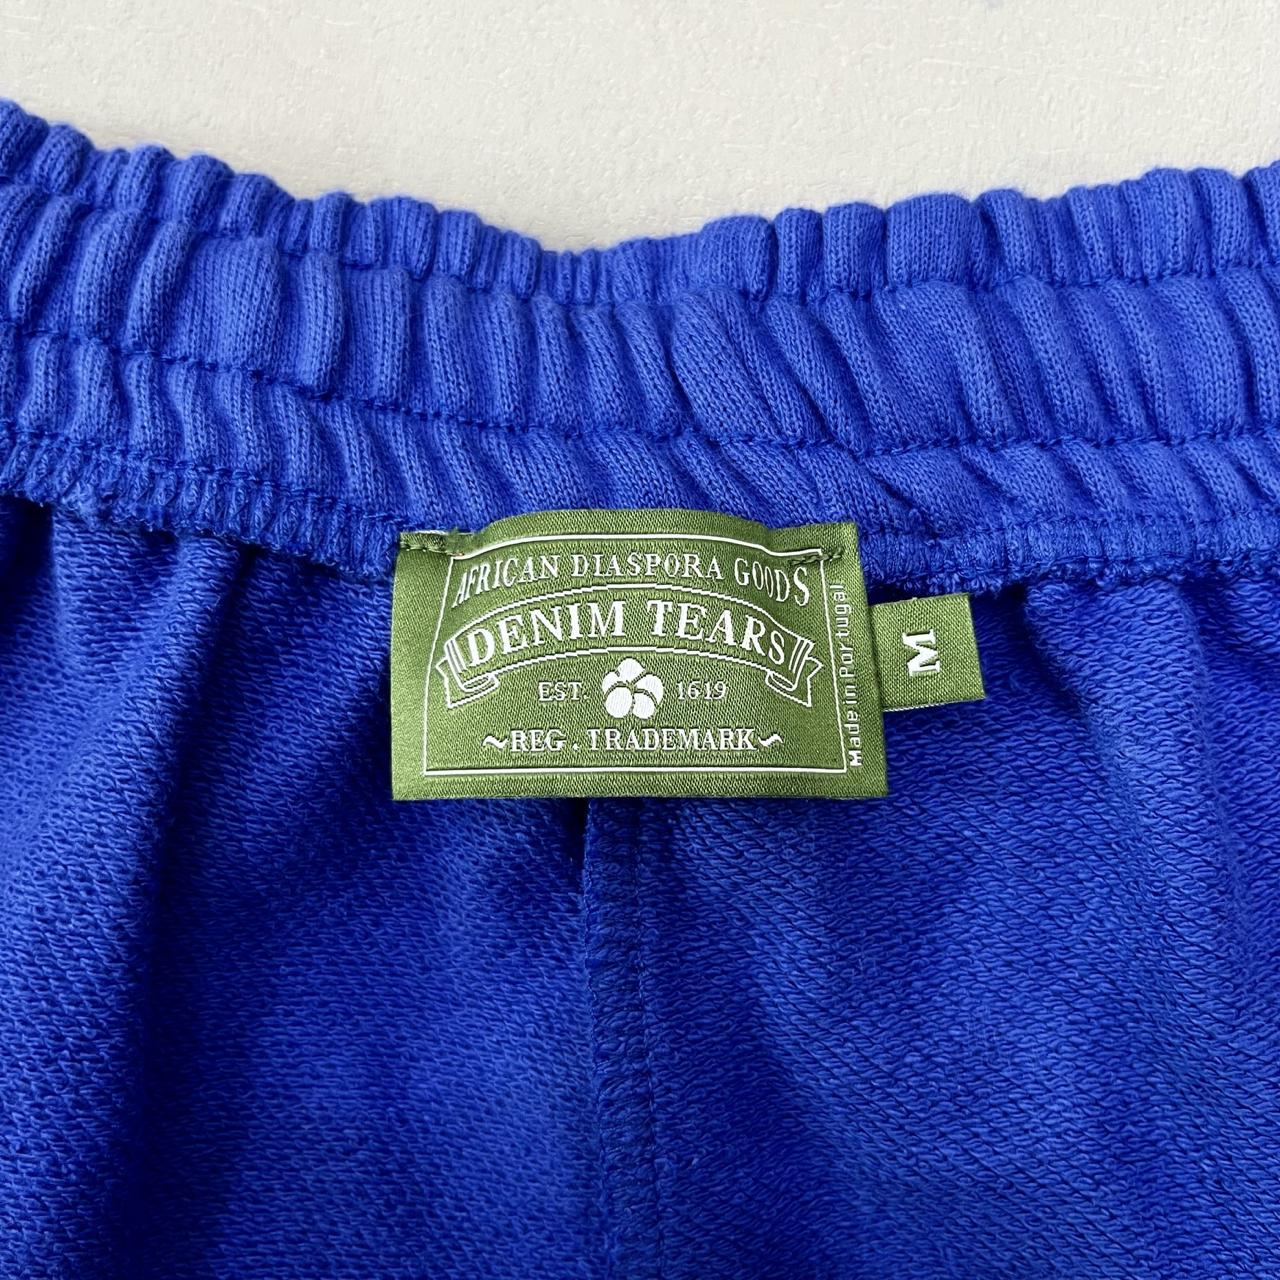 AFRICAN DIASPORA GOODS
DENIM TEARS
EST. 1619
~REG. TRADEMARK~
Made in Portugal
M